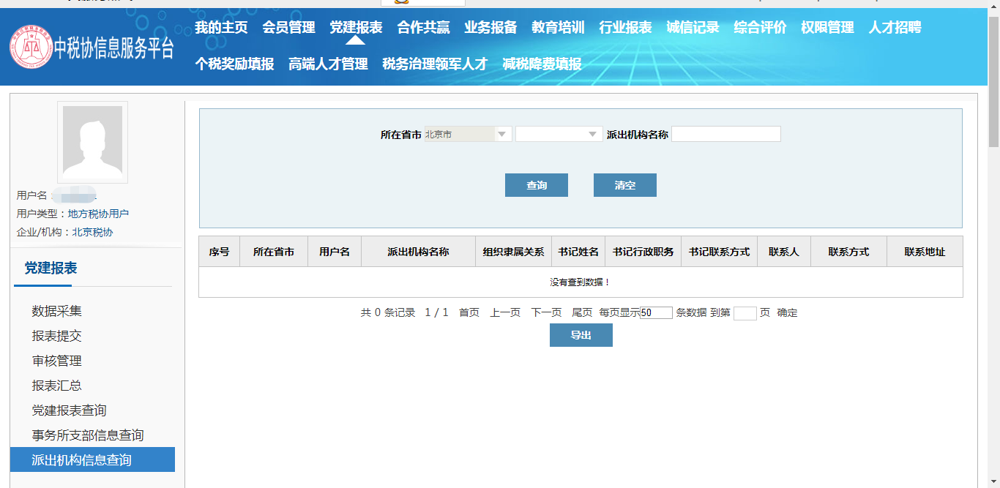 我的主页 会员管理 党建报表 合作共赢 业务报备 教育培训 行业报表 诚信记录 综合评价 权限管理 人才招聘
中税协信息服务平台
个税奖励填报 高端人才管理 税务治理领军人才 减税降费填报
所在省市 北京市 派出机构名称
查询 清空
用户名:
用户类型：地方税协用户
企业/机构：北京税协
党建报表
数据采集
报表提交
审核管理
报表汇总
党建报表查询
事务所支部信息查询
派出机构信息查询
序号 所在省市 用户名 派出机构名称 组织隶属关系 书记姓名 书记行政职务 书记联系方式 联系人 联系方式 联系地址
没有查到数据！
共 0 条记录 1 / 1 首页 上一页 下一页 尾页 每页显示 50 条数据 到第 页 确定
导出